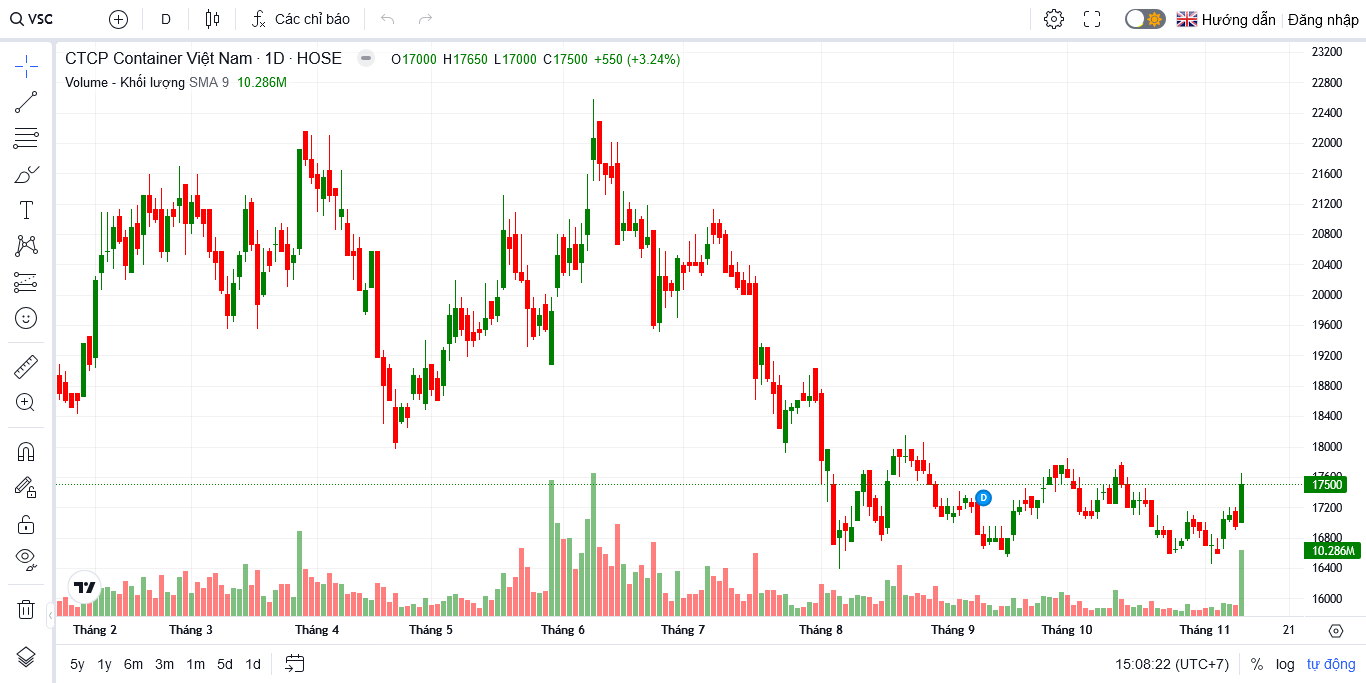 VSC D Các chỉ báo Hướng dẫn Đăng nhập
CTCP Container Việt Nam · 1D · HOSE O17000 H17650 L17000 C17500 +550 (+3.24%)
Volume - Khối lượng SMA 9 10.286M
23200
22800
22400
22000
21600
21200
20800
20400
20000
19600
19200
18800
18400
18000
17600
17500
17200
16800
10.286M
16400
16000
D
Tháng 2 Tháng 3 Tháng 4 Tháng 5 Tháng 6 Tháng 7 Tháng 8 Tháng 9 Tháng 10 Tháng 11 21
5y 1y 6m 3m 1m 5d 1d 15:08:22 (UTC+7) % log tự động